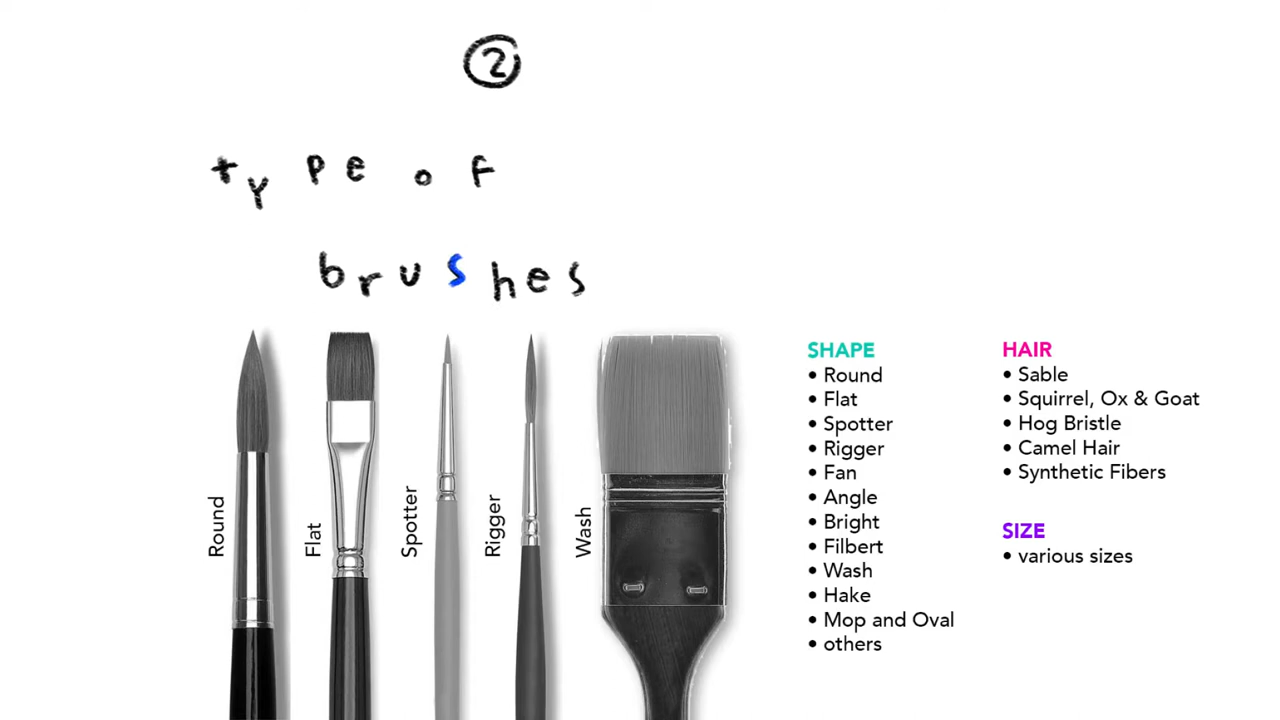 2
type of
brushes
Round
Flat
Spotter
Rigger
Wash
SHAPE
• Round
• Flat
• Spotter
• Rigger
• Fan
• Angle
• Bright
• Filbert
• Wash
• Hake
• Mop and Oval
• others
HAIR
• Sable
• Squirrel, Ox & Goat
• Hog Bristle
• Camel Hair
• Synthetic Fibers
SIZE
• various sizes